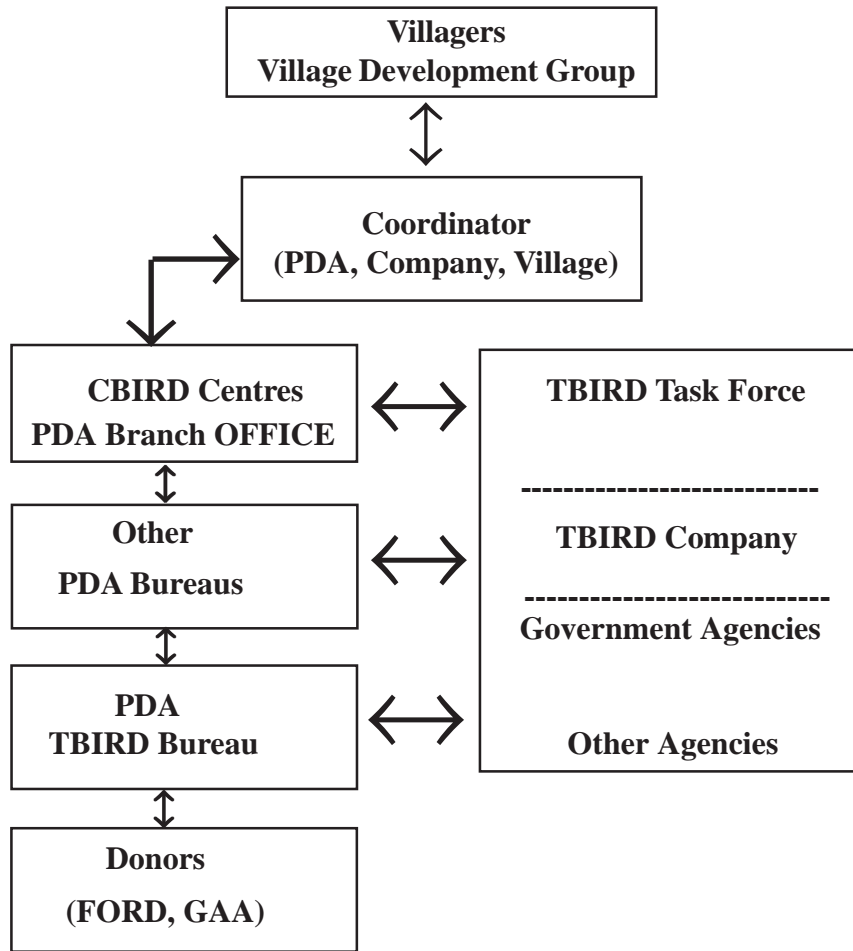 Villagers
Village Development Group
Coordinator
(PDA, Company, Village)
CBIRD Centres
PDA Branch OFFICE
TBIRD Task Force
Other
PDA Bureaus
TBIRD Company
Government Agencies
PDA
TBIRD Bureau
Other Agencies
Donors
(FORD, GAA)